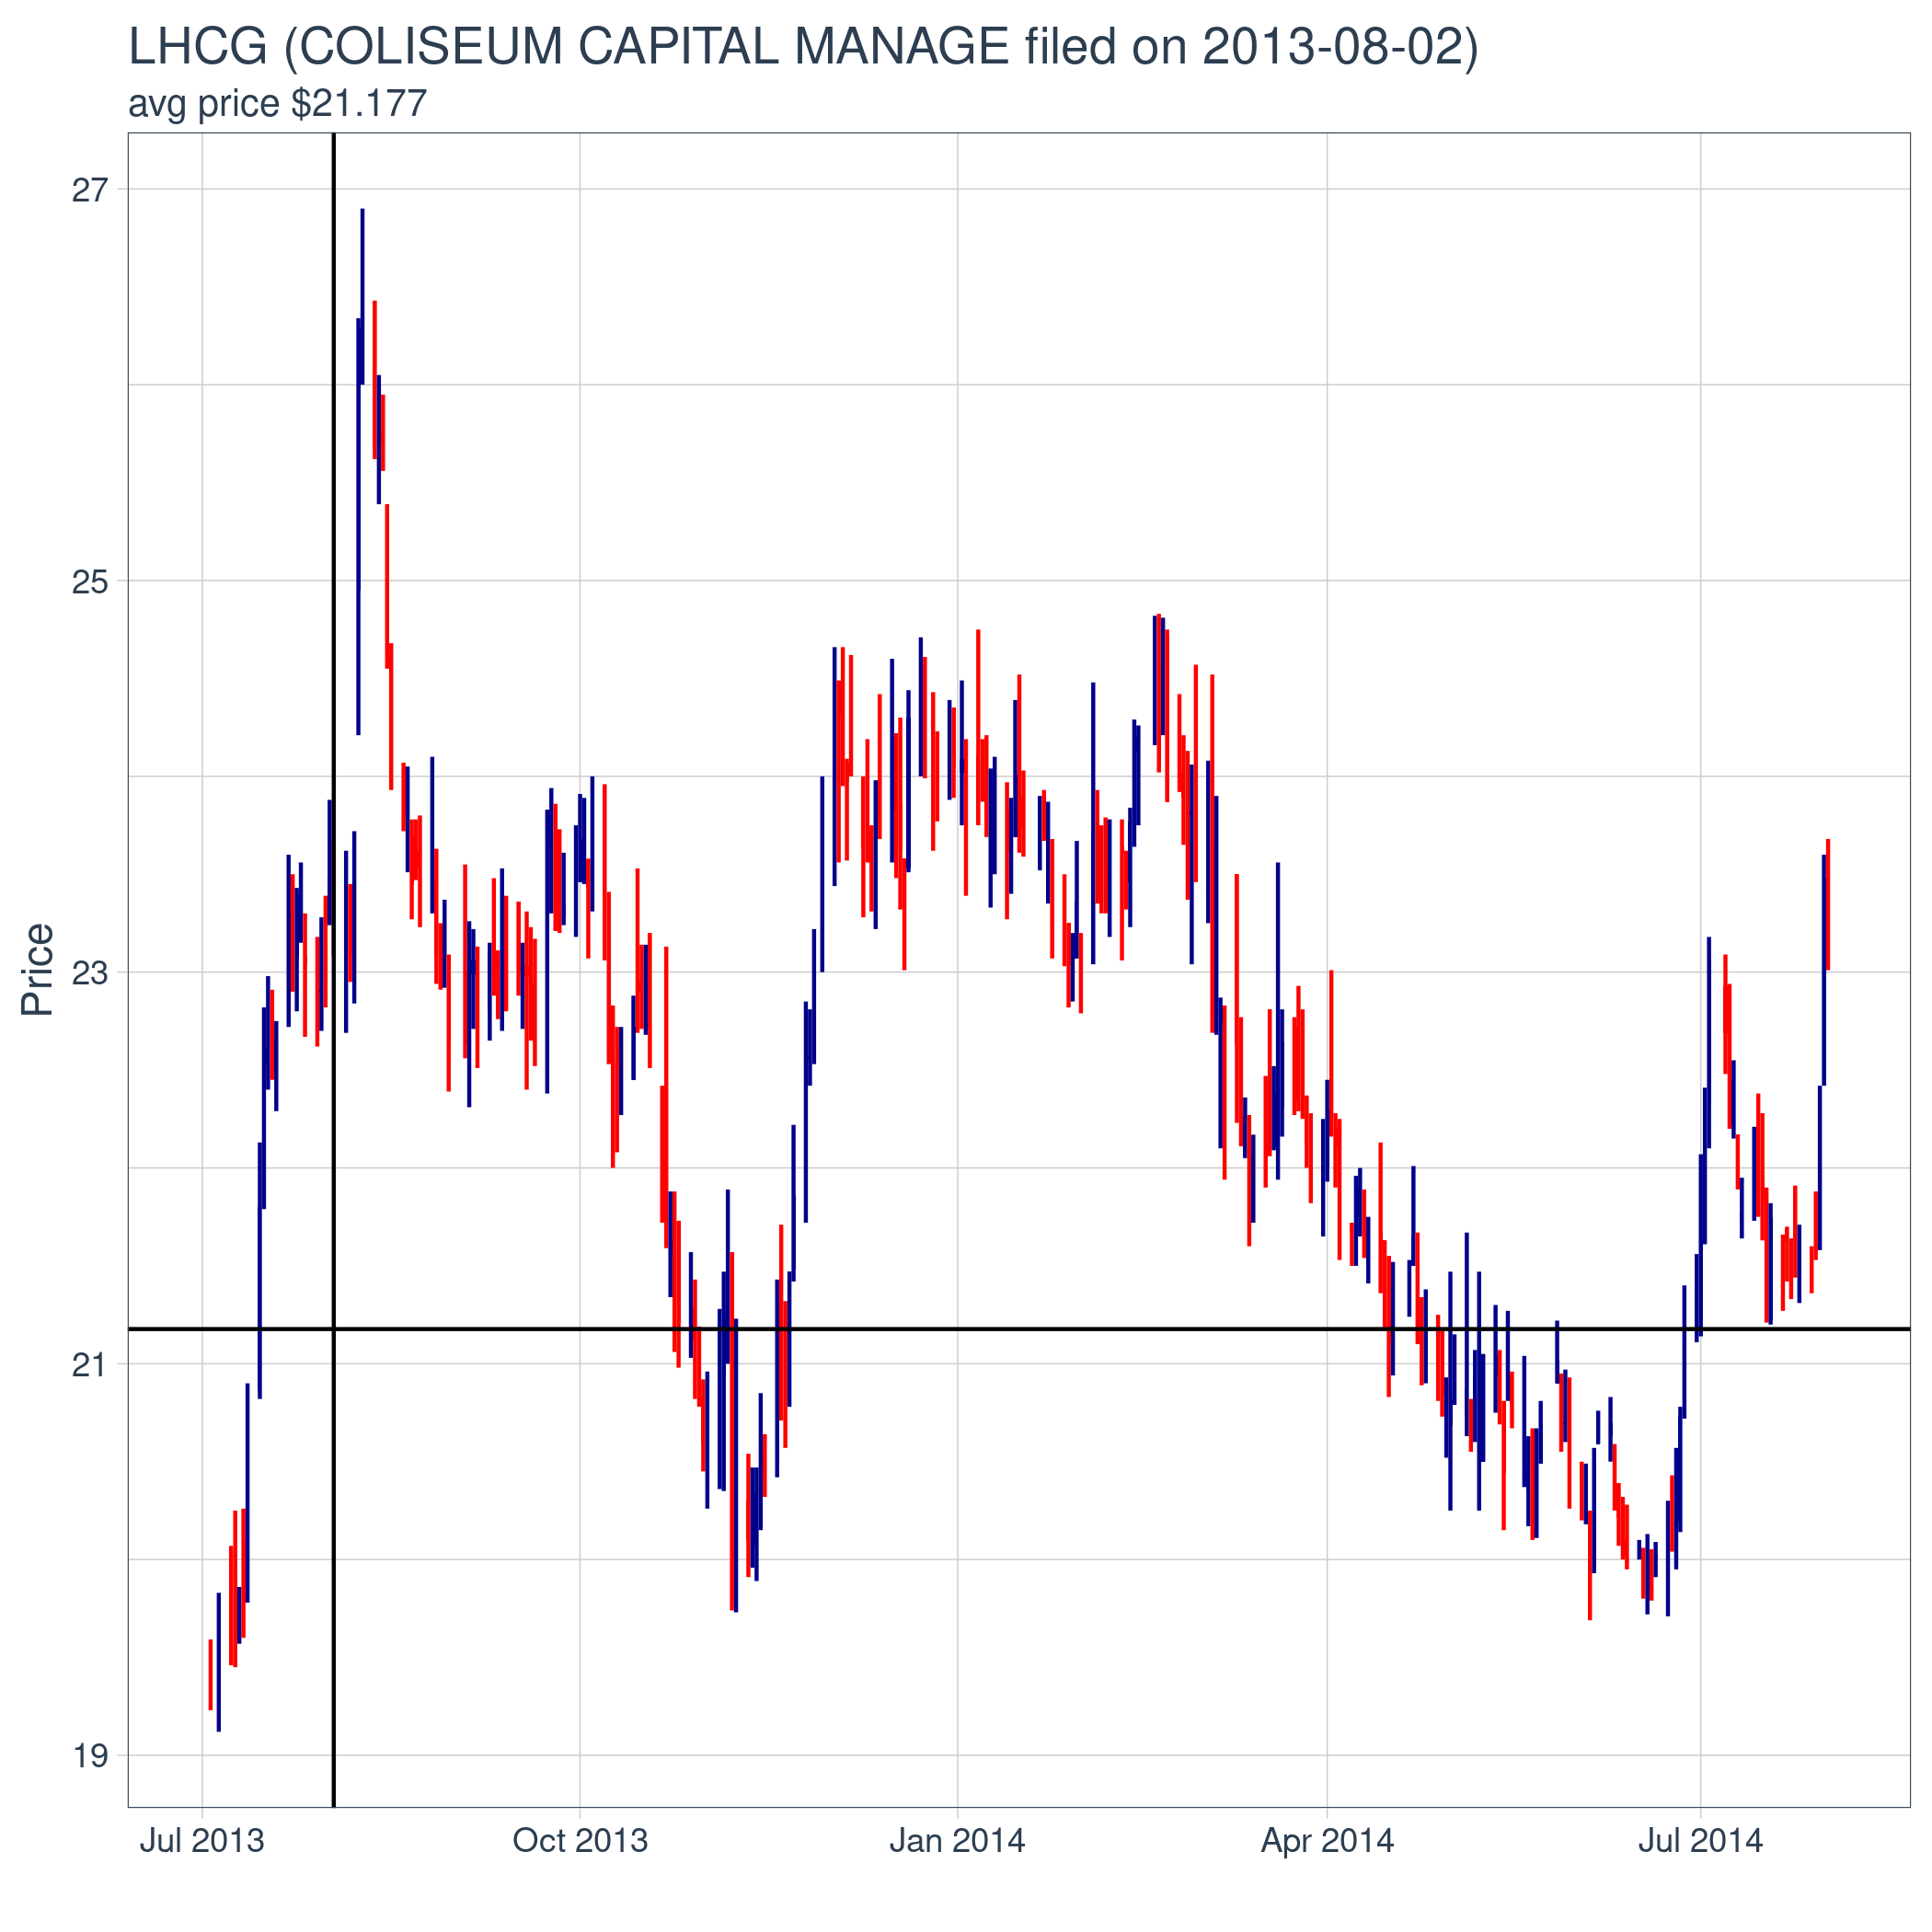 LHCG (COLISEUM CAPITAL MANAGE filed on 2013-08-02)
avg price $21.177
27
25
23
21
19
Price
Jul 2013 Oct 2013 Jan 2014 Apr 2014 Jul 2014